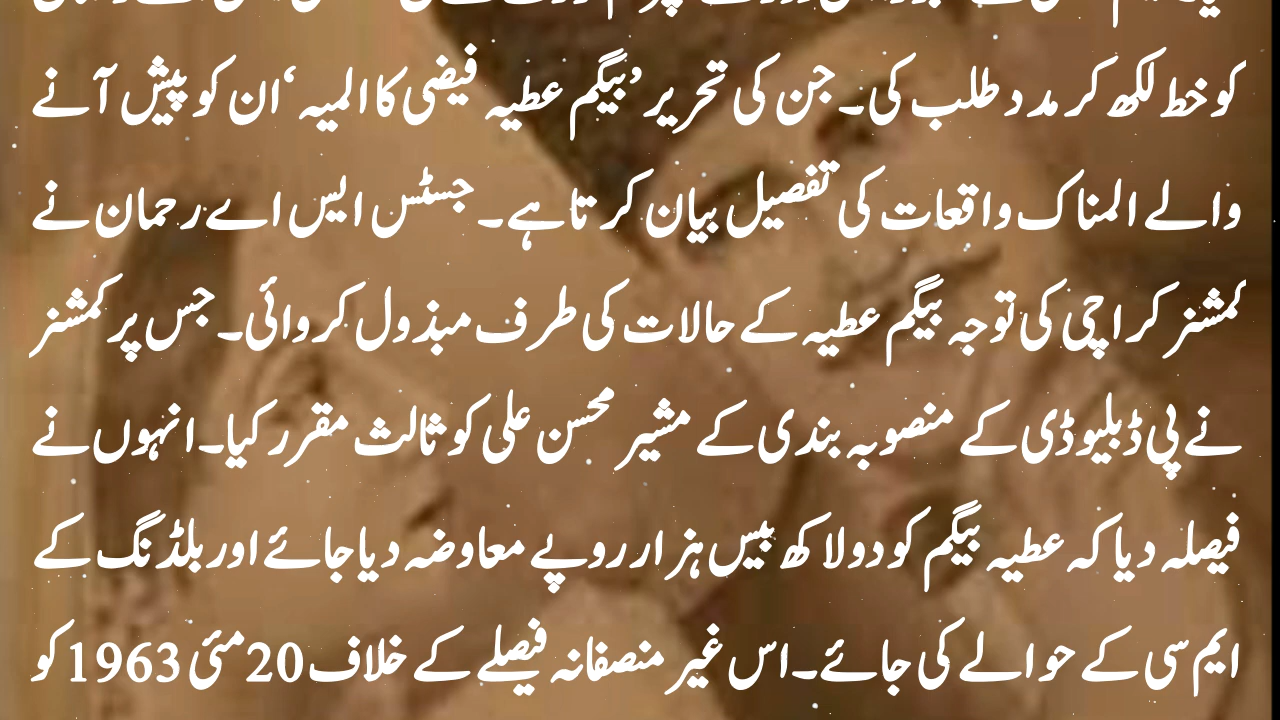 کو خط لکھ کر مدد طلب کی۔ جن کی تحریر ’بیگم عطیہ فیضی کا المیہ‘ ان کو پیش آنے
والے المناک واقعات کی تفصیل بیان کرتا ہے۔ جسٹس ایس اے رحمان نے
کمشنر کراچی کی توجہ بیگم عطیہ کے حالات کی طرف مبذول کروائی۔ جس پر کمشنر
نے پی ڈبلیو ڈی کے منصوبہ بندی کے مشیر محسن علی کو ثالث مقرر کیا۔ انہوں نے
فیصلہ دیا کہ عطیہ بیگم کو دو لاکھ بیس ہزار روپے معاوضہ دیا جائے اور بلڈنگ کے
ایم سی کے حوالے کی جائے۔ اس غیر منصفانہ فیصلے کے خلاف 20 مئی 1963 کو